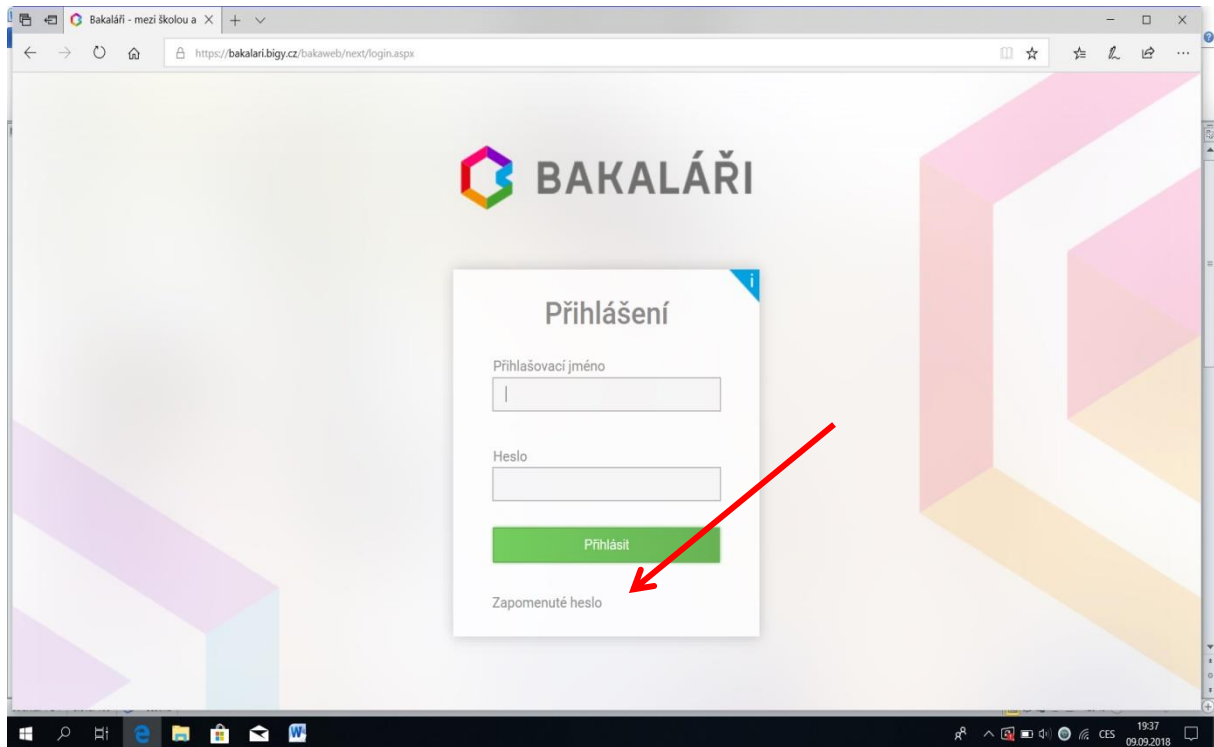 Bakaláři - mezi školou a
https://bakalari.bigy.cz/bakaweb/next/login.aspx
BAKALÁŘI
i
Přihlášení
Přihlašovací jméno
Heslo
Přihlásit
Zapomenuté heslo
CES
19:37
09.09.2018